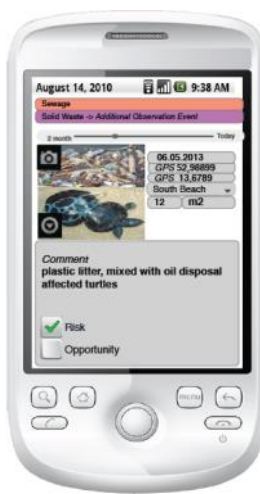 August 14, 2010 9:38 AM
Sewage
Solid Waste -> Additional Observation Event
2 month Today
06.05.2013
GPS 52,96899
GPS 13,6789
South Beach
12 m2
Comment
plastic litter, mixed with oil disposal
affected turtles
Risk
Opportunity
menu